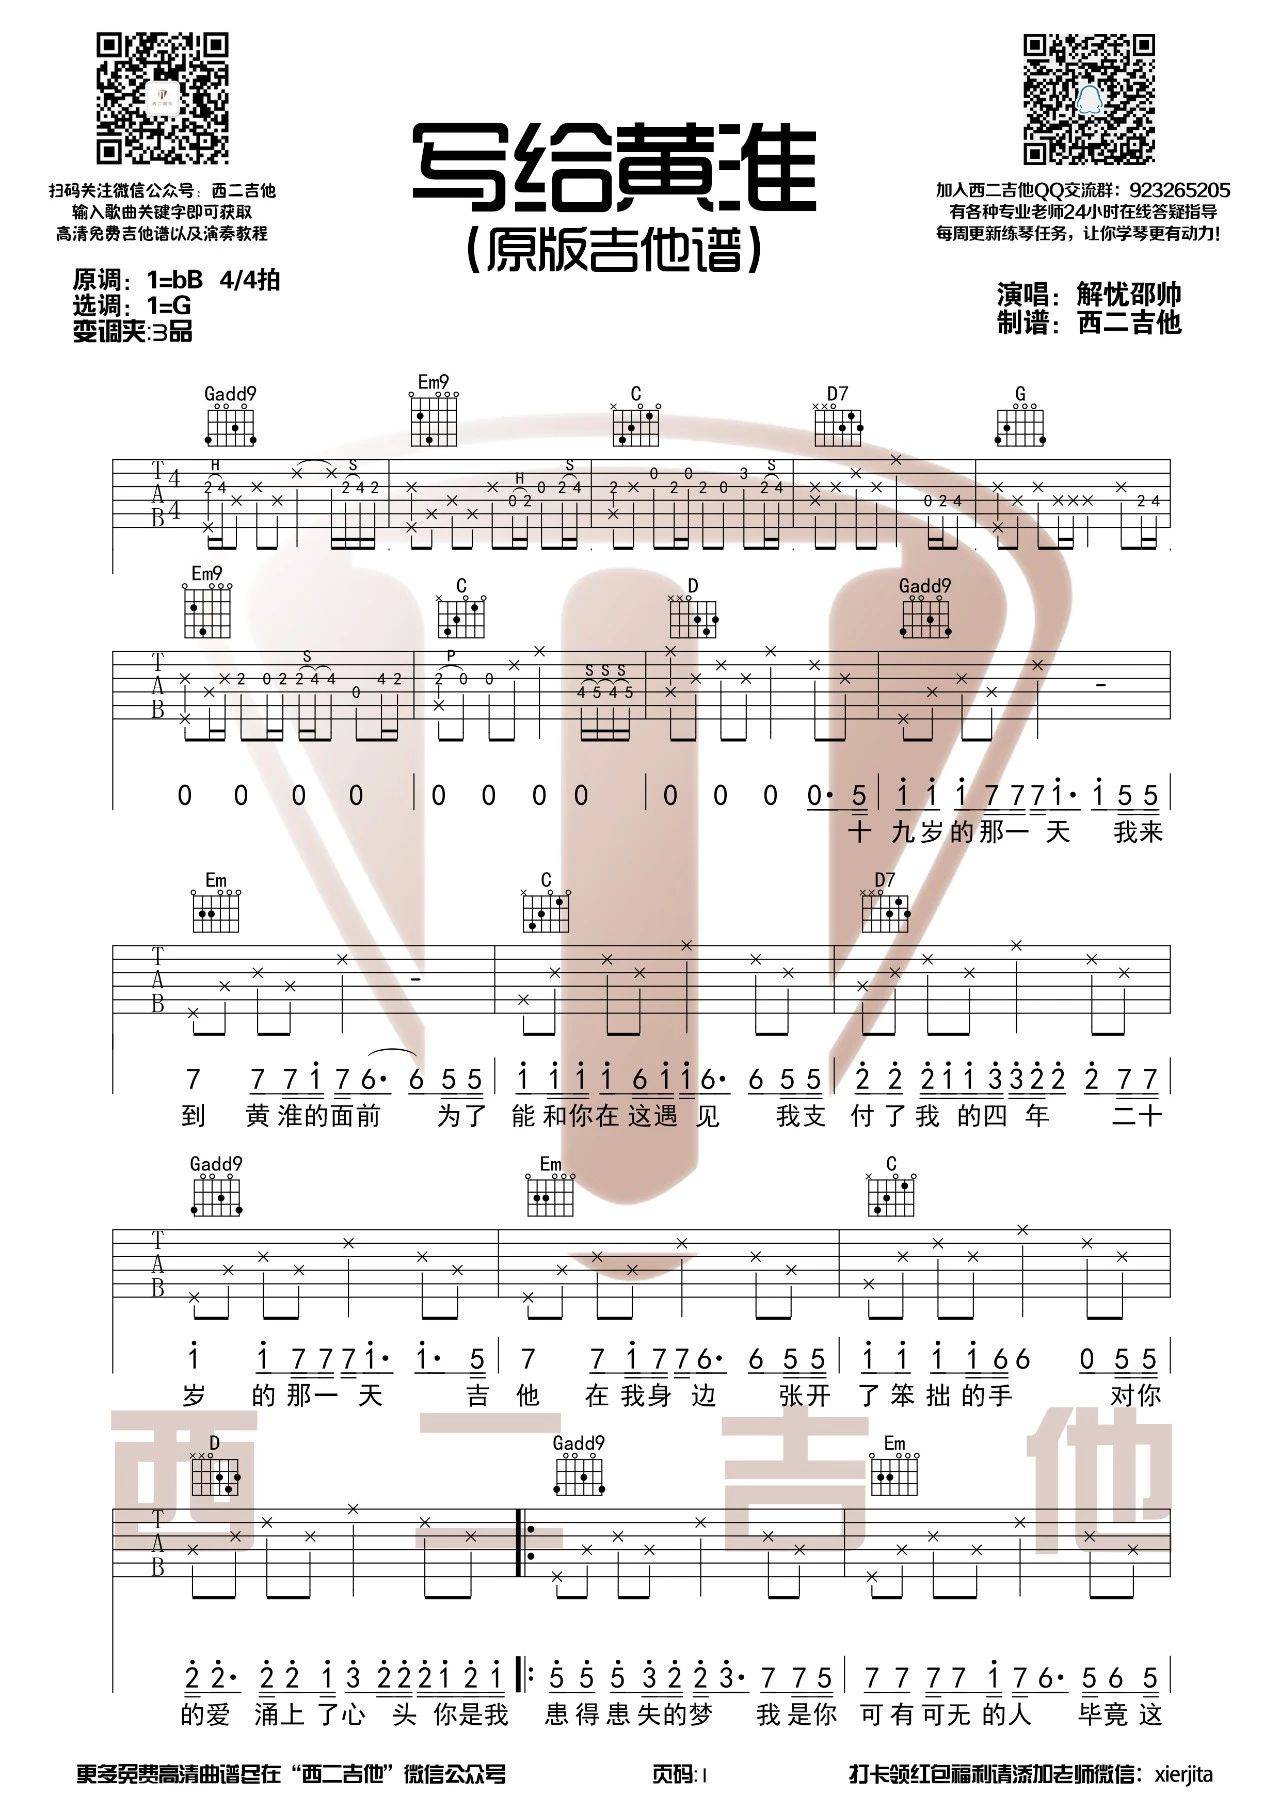 扫码关注微信公众号：西二吉他
输入歌曲关键字即可获取
高清免费吉他谱以及演奏教程
加入西二吉他QQ交流群：923265205
有各种专业老师24小时在线答疑指导
每周更新练琴任务，让你学琴更有动力！
写给黄淮
（原版吉他谱）
原调：1=bB 4/4拍
选调：1=G
变调夹:3品
演唱：解忧邵帅
制谱：西二吉他
Gadd9 Em9 C D7 G
Em9 C D Gadd9
0 0 0 0 0 0 0 0 0 0 0 0· 5 1 1 1 7 7 7 1· 1 5 5
十 九岁的那一天 我来
Em C D7
7 7 7 1 7 6· 6 5 5 1 1 1 1 6 1 1 6· 6 5 5 2 2 2 1 1 3 3 2 2 2 7 7
到 黄淮的面前 为了 能和你在这遇见 我支 付了我的四年 二十
Gadd9 Em C
1 1 7 7 7 1· 1· 5 7 7 1 7 7 6· 6 5 5 1 1 1 1 6 6 0 5 5
岁 的那一天 吉 他 在我身边 张开 了笨拙的手 对你
西二吉他
D Gadd9 Em
2 2· 2 2 1 3 2 2 2 1 2 1 5 5 5 3 2 2 3· 7 7 5 7 7 7 7 1 6· 5 6 5
的爱 涌上了心 头 你是我 患得患失的梦 我是你 可有可无的人 毕竟这
更多免费高清曲谱尽在“西二吉他”微信公众号
页码:1
打卡领红包福利请添加老师微信：xierjita